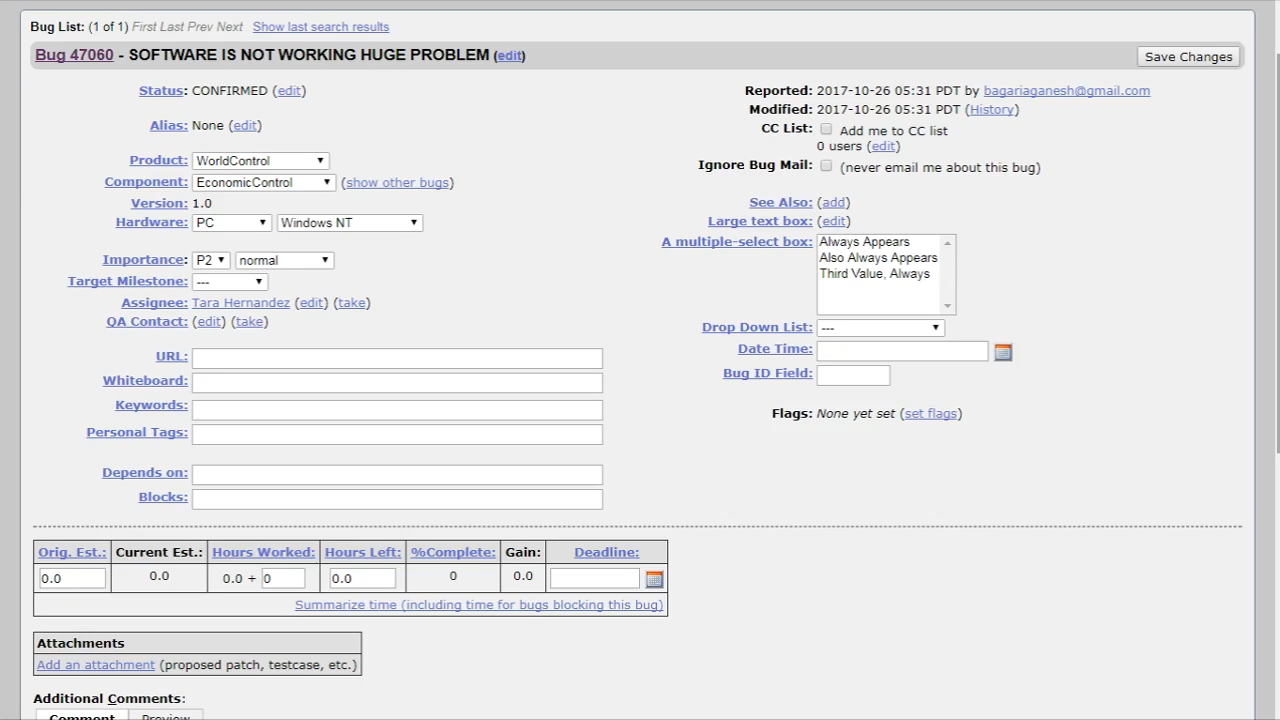 Bug List: (1 of 1) First Last Prev Next Show last search results
Bug 47060 - SOFTWARE IS NOT WORKING HUGE PROBLEM (edit)
Save Changes
Status: CONFIRMED (edit)
Alias: None (edit)
Product: WorldControl
Component: EconomicControl (show other bugs)
Version: 1.0
Hardware: PC Windows NT
Importance: P2 normal
Target Milestone: ---
Assignee: Tara Hernandez (edit) (take)
QA Contact: (edit) (take)
URL:
Whiteboard:
Keywords:
Personal Tags:
Depends on:
Blocks:
Reported: 2017-10-26 05:31 PDT by bagariaganesh@gmail.com
Modified: 2017-10-26 05:31 PDT (History)
CC List: Add me to CC list
0 users (edit)
Ignore Bug Mail: (never email me about this bug)
See Also: (add)
Large text box: (edit)
A multiple-select box: Always Appears
Also Always Appears
Third Value, Always
Drop Down List: ---
Date Time:
Bug ID Field:
Flags: None yet set (set flags)
Orig. Est.: Current Est.: Hours Worked: Hours Left: %Complete: Gain: Deadline:
0.0 0.0 0.0 + 0 0.0 0 0.0
Summarize time (including time for bugs blocking this bug)
Attachments
Add an attachment (proposed patch, testcase, etc.)
Additional Comments:
Comment Preview